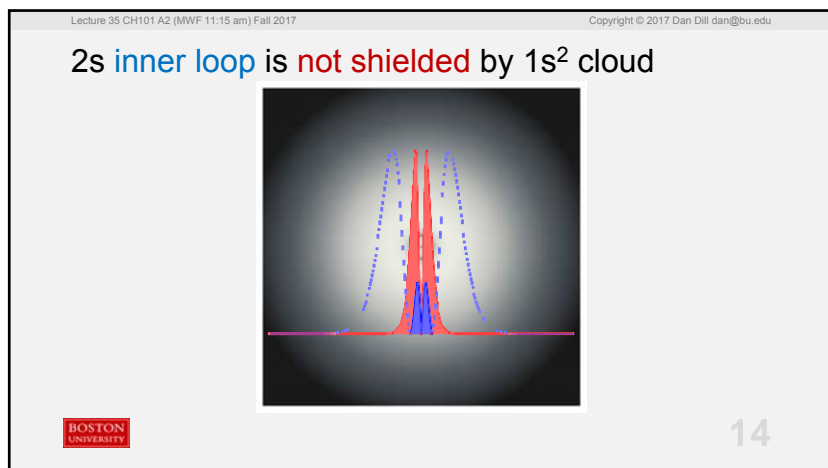 Lecture 35 CH101 A2 (MWF 11:15 am) Fall 2017
Copyright © 2017 Dan Dill dan@bu.edu
2s inner loop is not shielded by 1s² cloud
BOSTON
UNIVERSITY
14